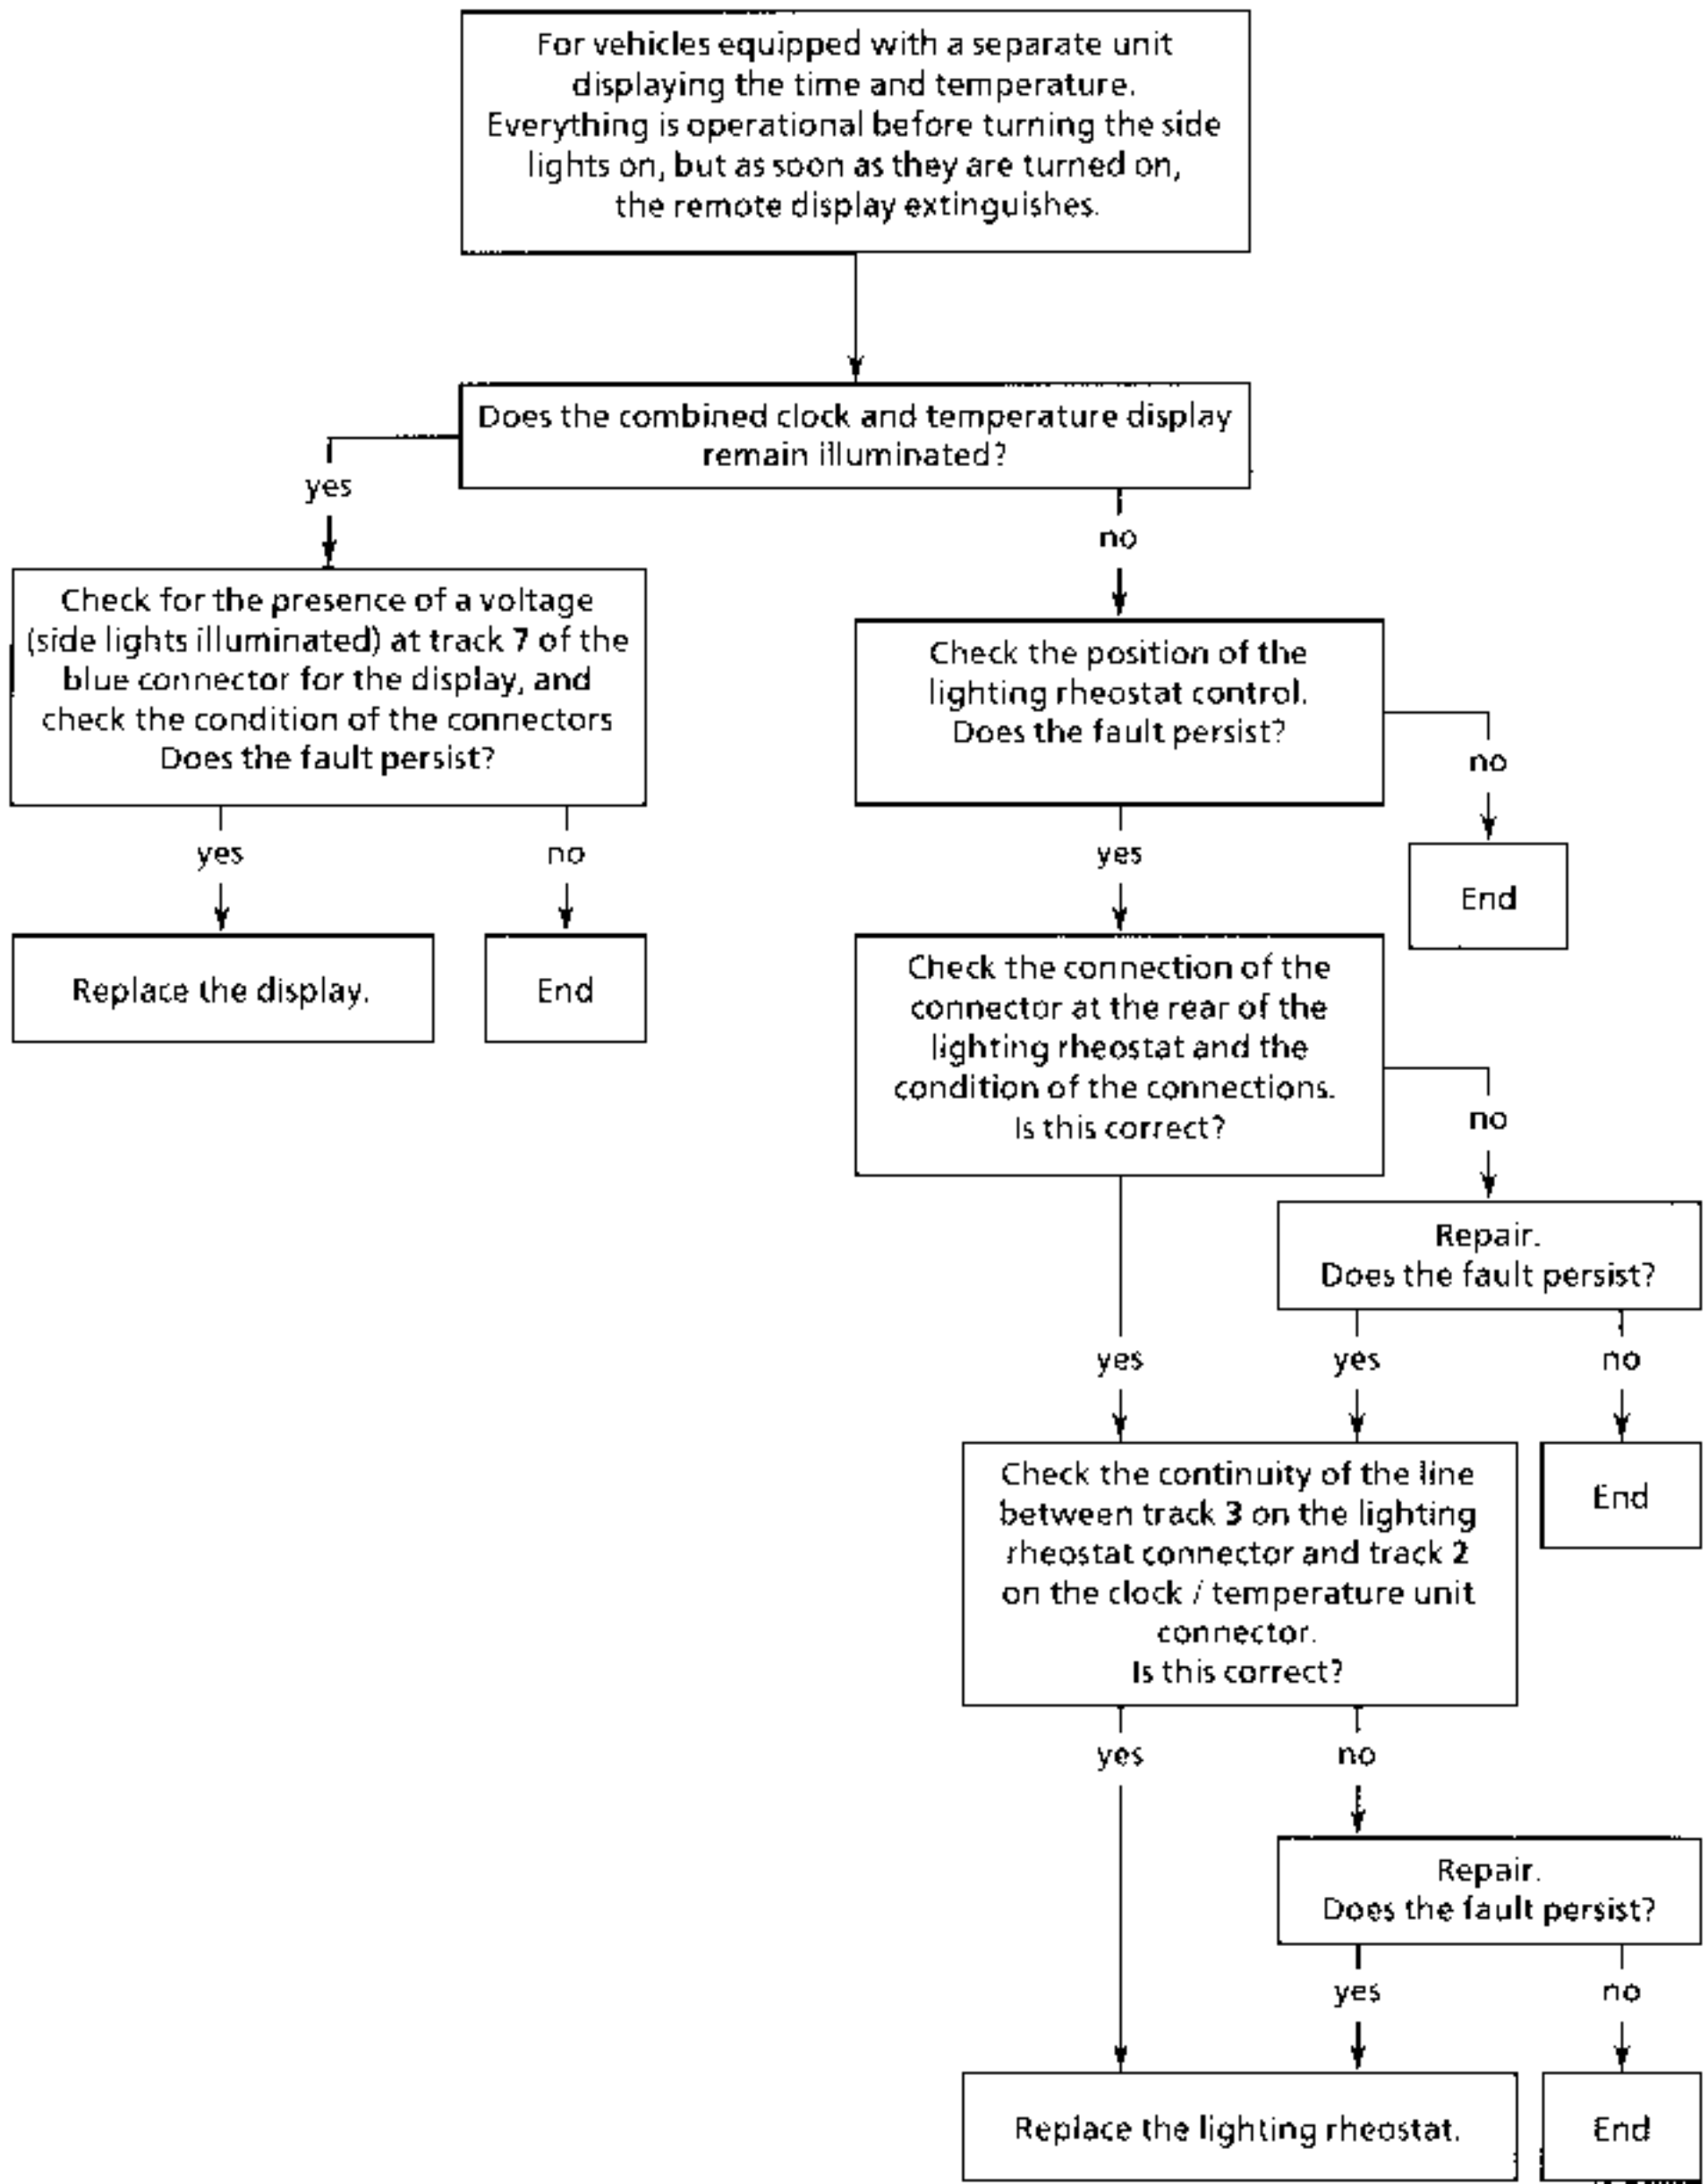 For vehicles equipped with a separate unit
displaying the time and temperature.
Everything is operational before turning the side
lights on, but as soon as they are turned on,
the remote display extinguishes.
Does the combined clock and temperature display
remain illuminated?
yes
no
Check for the presence of a voltage
(side lights illuminated) at track 7 of the
blue connector for the display, and
check the condition of the connectors
Does the fault persist?
Check the position of the
lighting rheostat control.
Does the fault persist?
no
yes
no
yes
End
Replace the display.
End
Check the connection of the
connector at the rear of the
lighting rheostat and the
condition of the connections.
Is this correct?
no
Repair.
Does the fault persist?
yes
yes
no
Check the continuity of the line
between track 3 on the lighting
rheostat connector and track 2
on the clock / temperature unit
connector.
Is this correct?
End
yes
no
Repair.
Does the fault persist?
yes
no
Replace the lighting rheostat.
End